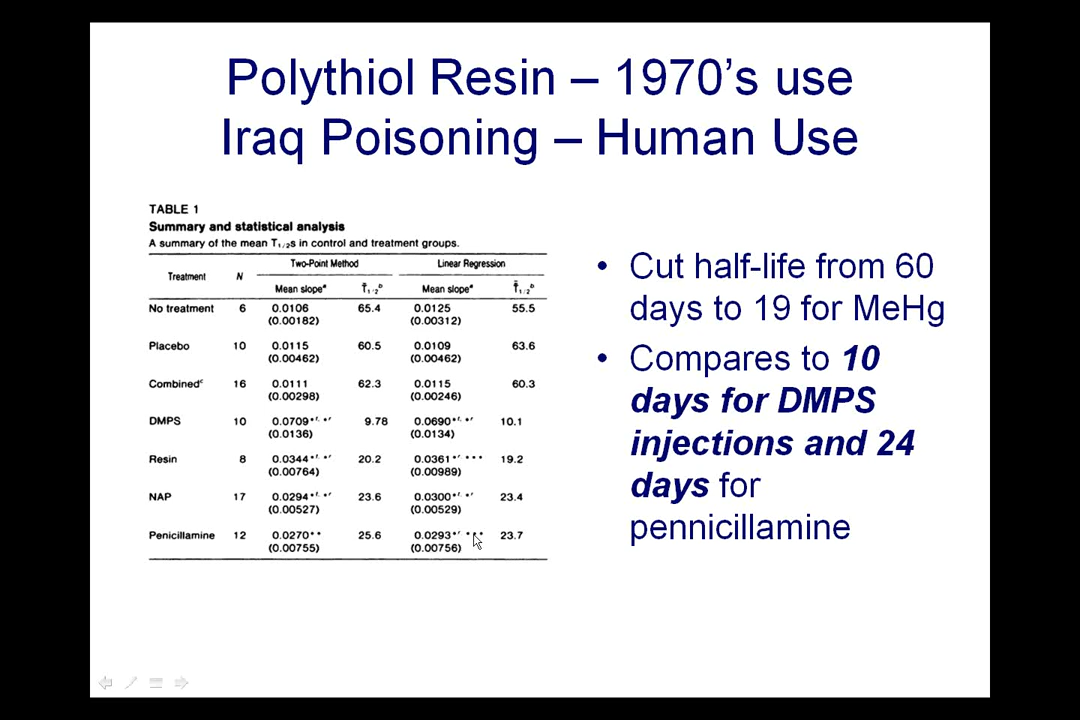 Polythiol Resin – 1970’s use
Iraq Poisoning – Human Use
TABLE 1
Summary and statistical analysis
A summary of the mean T1/2s in control and treatment groups.
Treatment N Two-Point Method Linear Regression
Mean slopeᵃ T̄1/2ᵇ Mean slopeᵃ T̄1/2ᵇ
No treatment 6 0.0106 65.4 0.0125 55.5
(0.00182) (0.00312)
Placebo 10 0.0115 60.5 0.0109 63.6
(0.00462) (0.00462)
Combinedᶜ 16 0.0111 62.3 0.0115 60.3
(0.00298) (0.00246)
DMPS 10 0.0709 9.78 0.0690 10.1
(0.0136) (0.0134)
Resin 8 0.0344 20.2 0.0361 19.2
(0.00764) (0.00989)
NAP 17 0.0294 23.6 0.0300 23.4
(0.00527) (0.00529)
Penicillamine 12 0.0270** 25.6 0.0293 23.7
(0.00755) (0.00756)
• Cut half-life from 60
days to 19 for MeHg
• Compares to 10
days for DMPS
injections and 24
days for
pennicillamine